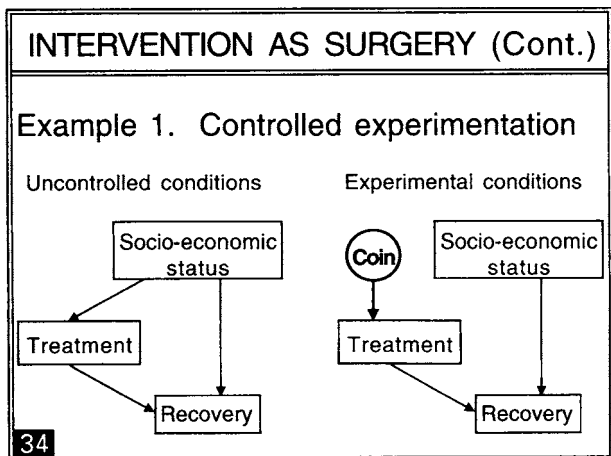 INTERVENTION AS SURGERY (Cont.)
Example 1. Controlled experimentation
Uncontrolled conditions
Socio-economic
status
Treatment
Recovery
Experimental conditions
Coin
Socio-economic
status
Treatment
Recovery
34